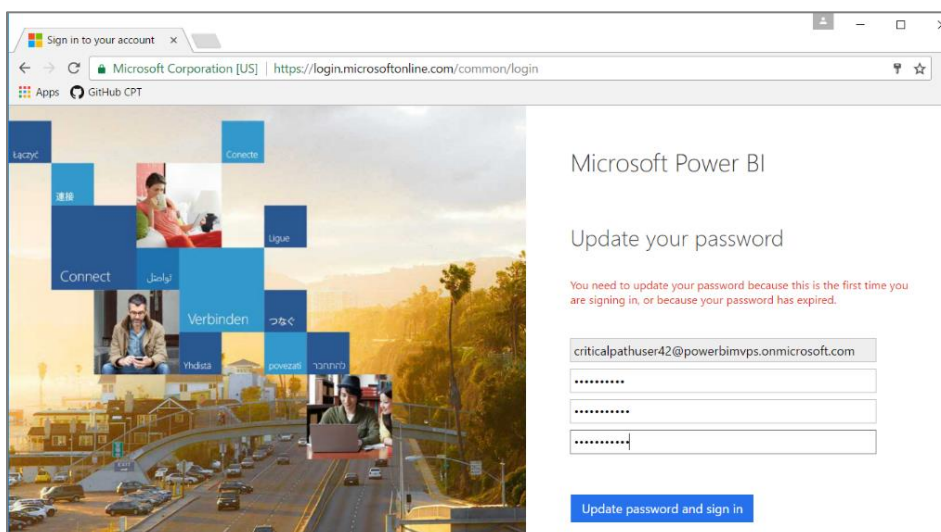 Sign in to your account
Microsoft Corporation [US] | https://login.microsoftonline.com/common/login
Apps GitHub CPT
Łączyć
Conecte
連接
Ligue
Connect
تواصل
Verbinden
つなぐ
Yhdistä
povezati
להתחבר
EXIT
Microsoft Power BI
Update your password
You need to update your password because this is the first time you
are signing in, or because your password has expired.
criticalpathuser42@powerbimvps.onmicrosoft.com
••••••••••
•••••••••••
•••••••••••
Update password and sign in